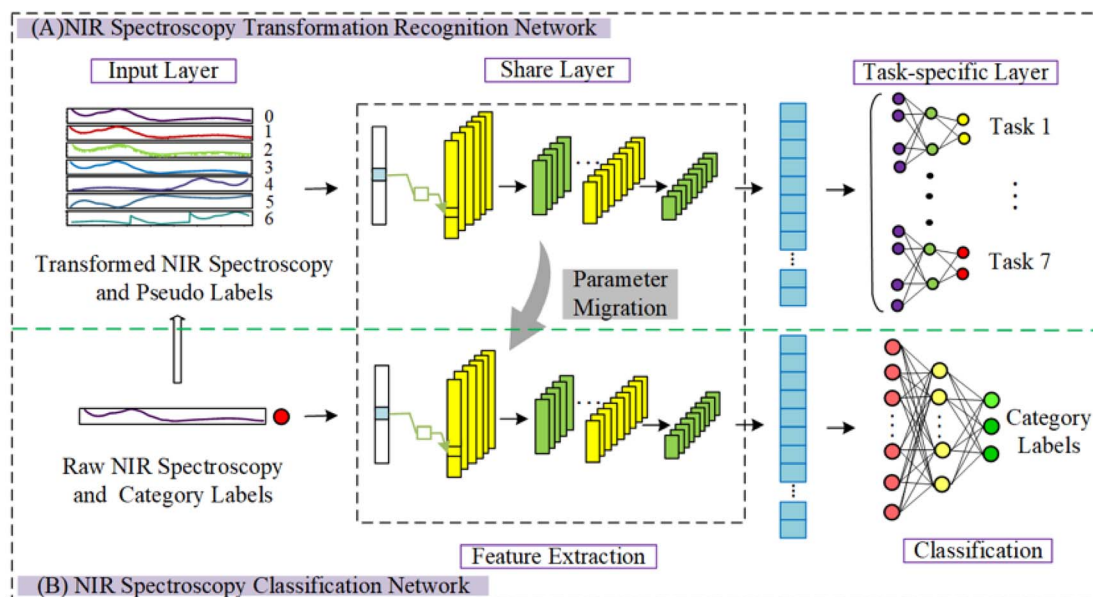 (A)NIR Spectroscopy Transformation Recognition Network
Input Layer
Share Layer
Task-specific Layer
0
1
2
3
4
5
6
Transformed NIR Spectroscopy
and Pseudo Labels
Task 1
Task 7
Parameter
Migration
Raw NIR Spectroscopy
and Category Labels
Category
Labels
Feature Extraction
Classification
(B) NIR Spectroscopy Classification Network